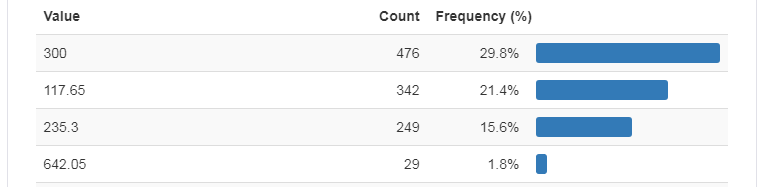 Value Count Frequency (%)
300 476 29.8%
117.65 342 21.4%
235.3 249 15.6%
642.05 29 1.8%